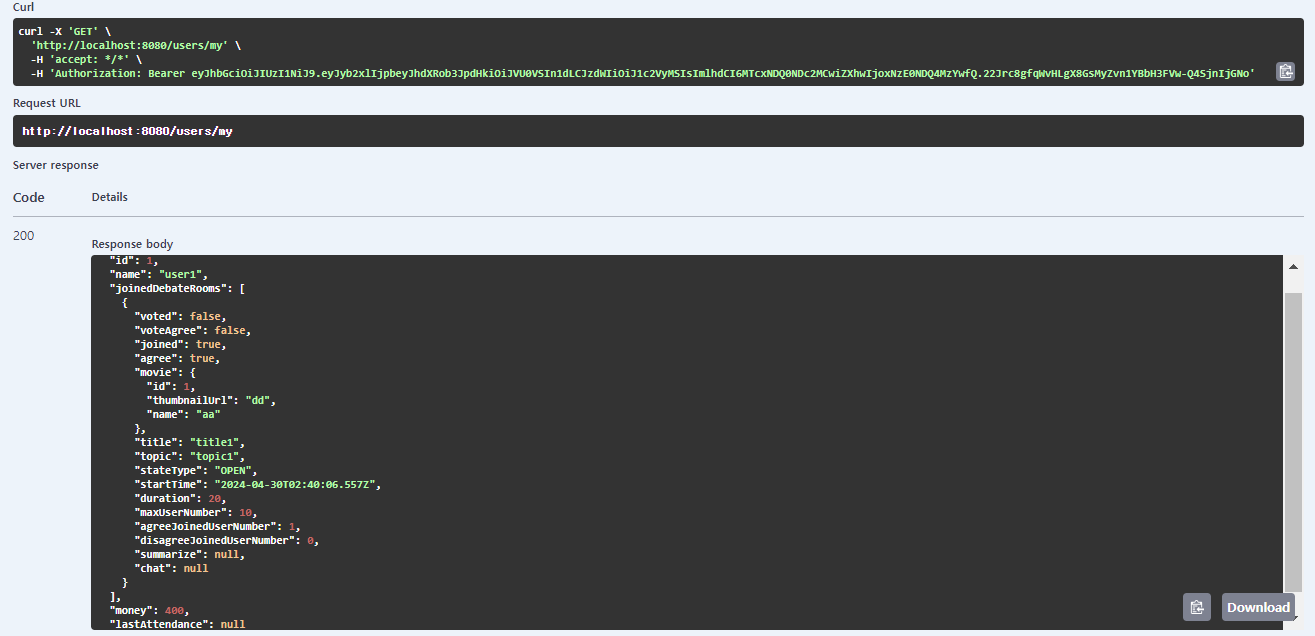 Curl
curl -X 'GET' \
'http://localhost:8080/users/my' \
-H 'accept: */*' \
-H 'Authorization: Bearer eyJhbGciOiJIUzI1NiJ9.eyJyb2xlIjpbeyJhdXRob3JpdHkiOiJVU0VSIn1dLCJzdWIiOiJ1c2VyMSIsImlhdCI6MTcxNDQ0NDc2MCwiZXhwIjoxNzE0NDQ4MzYwfQ.22Jrc8gfqWvHLgX8GsMyZvn1YBbH3FVw-Q4SjnIjGNo'
Request URL
http://localhost:8080/users/my
Server response
Code Details
200
Response body
"id": 1,
"name": "user1",
"joinedDebateRooms": [
{
"voted": false,
"voteAgree": false,
"joined": true,
"agree": true,
"movie": {
"id": 1,
"thumbnailUrl": "dd",
"name": "aa"
},
"title": "title1",
"topic": "topic1",
"stateType": "OPEN",
"startTime": "2024-04-30T02:40:06.557Z",
"duration": 20,
"maxUserNumber": 10,
"agreeJoinedUserNumber": 1,
"disagreeJoinedUserNumber": 0,
"summarize": null,
"chat": null
}
],
"money": 400,
"lastAttendance": null
Download